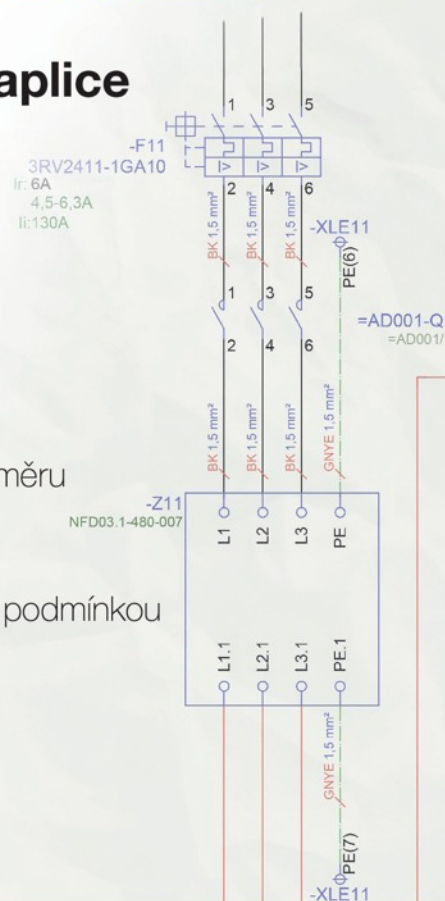 aplice
1 3 5
-F11
3RV2411-1GA10
Ir: 6A
4,5-6,3A
Ii:130A
I> I> I>
2 4 6
BK 1,5 mm² BK 1,5 mm² BK 1,5 mm²
-XLE11
PE(6)
1 3 5
=AD001-Q
=AD001/
2 4 6
BK 1,5 mm² BK 1,5 mm² BK 1,5 mm² GNYE 1,5 mm²
měru
-Z11
NFD03.1-480-007
L1 L2 L3 PE
podmínkou
L1.1 L2.1 L3.1 PE.1
GNYE 1,5 mm²
PE(7)
-XLE11